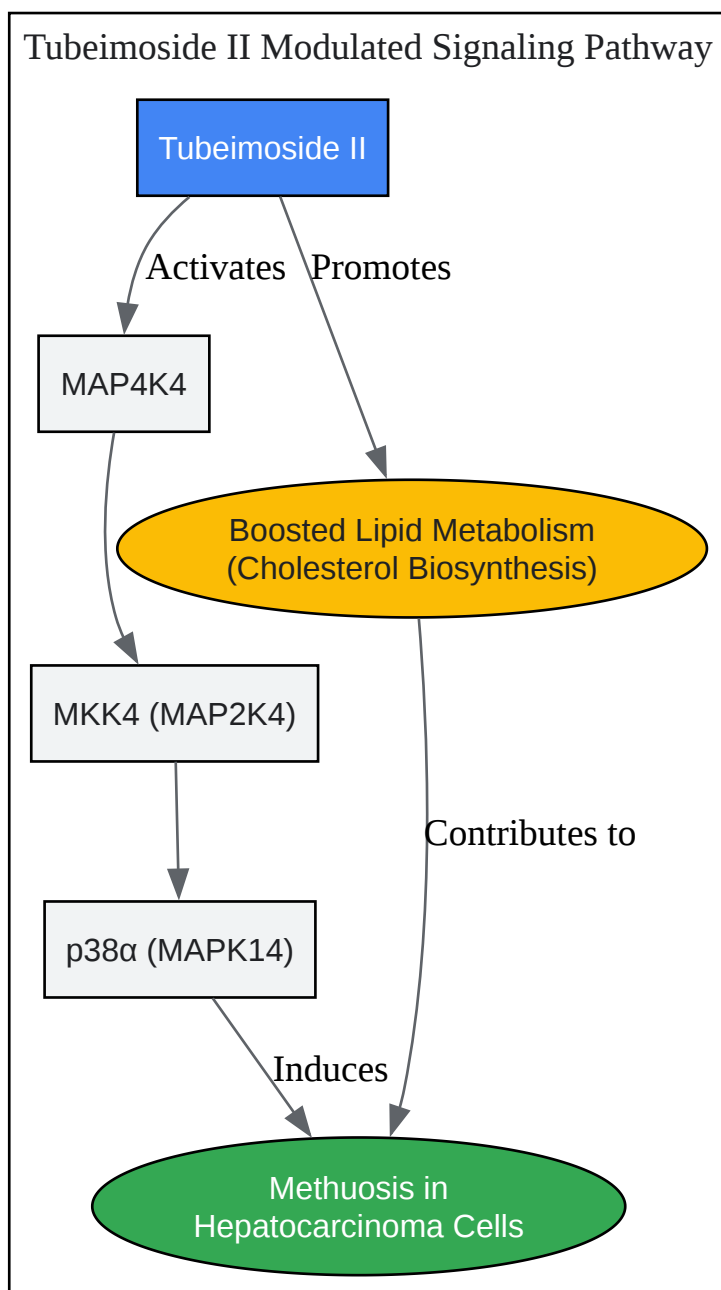 Tubeimoside II Modulated Signaling Pathway
Tubeimoside II
Activates
Promotes
MAP4K4
Boosted Lipid Metabolism
(Cholesterol Biosynthesis)
MKK4 (MAP2K4)
Contributes to
p38α (MAPK14)
Induces
Methuosis in
Hepatocarcinoma Cells